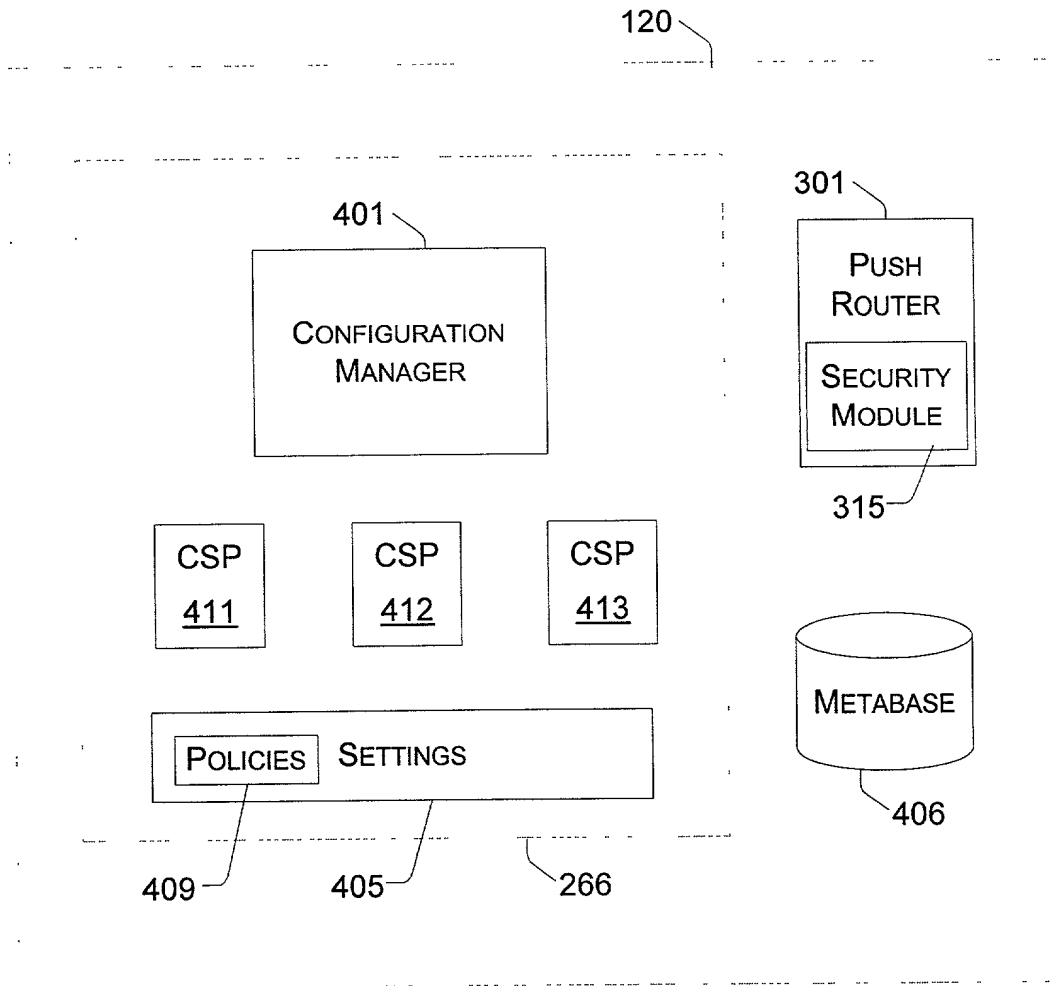 120
401
CONFIGURATION
MANAGER
301
PUSH
ROUTER
SECURITY
MODULE
315
CSP
411
CSP
412
CSP
413
METABASE
406
POLICIES
SETTINGS
409
405
266